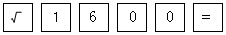 √ 1 6 0 0 =